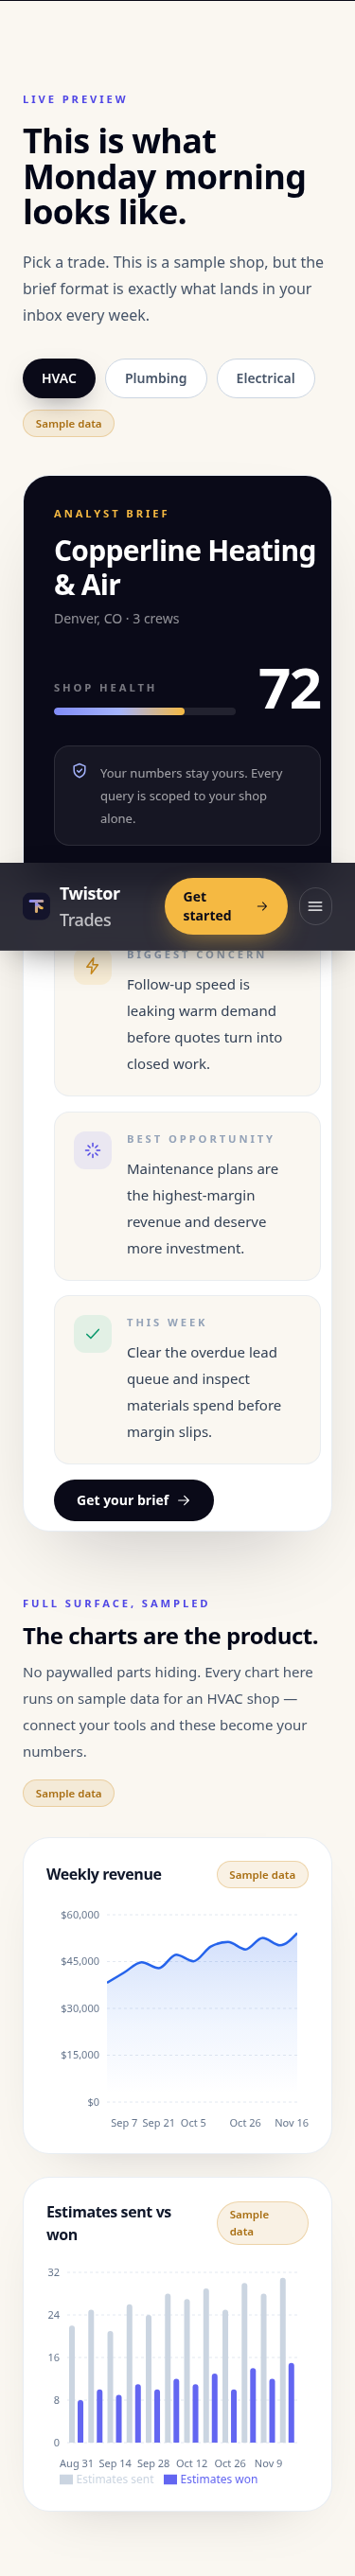 LIVE PREVIEW
This is what
Monday morning
looks like.
Pick a trade. This is a sample shop, but the
brief format is exactly what lands in your
inbox every week.
HVAC Plumbing Electrical
Sample data
ANALYST BRIEF
Copperline Heating
& Air
Denver, CO · 3 crews
SHOP HEALTH 72
Your numbers stay yours. Every
query is scoped to your shop
alone.
Twistor
Trades
Get
started
BIGGEST CONCERN
Follow-up speed is
leaking warm demand
before quotes turn into
closed work.
BEST OPPORTUNITY
Maintenance plans are
the highest-margin
revenue and deserve
more investment.
THIS WEEK
Clear the overdue lead
queue and inspect
materials spend before
margin slips.
Get your brief
FULL SURFACE, SAMPLED
The charts are the product.
No paywalled parts hiding. Every chart here
runs on sample data for an HVAC shop —
connect your tools and these become your
numbers.
Sample data
Weekly revenue Sample data
$60,000
$45,000
$30,000
$15,000
$0
Sep 7 Sep 21 Oct 5 Oct 26 Nov 16
Estimates sent vs
won
Sample
data
32
24
16
8
0
Aug 31 Sep 14 Sep 28 Oct 12 Oct 26 Nov 9
Estimates sent Estimates won